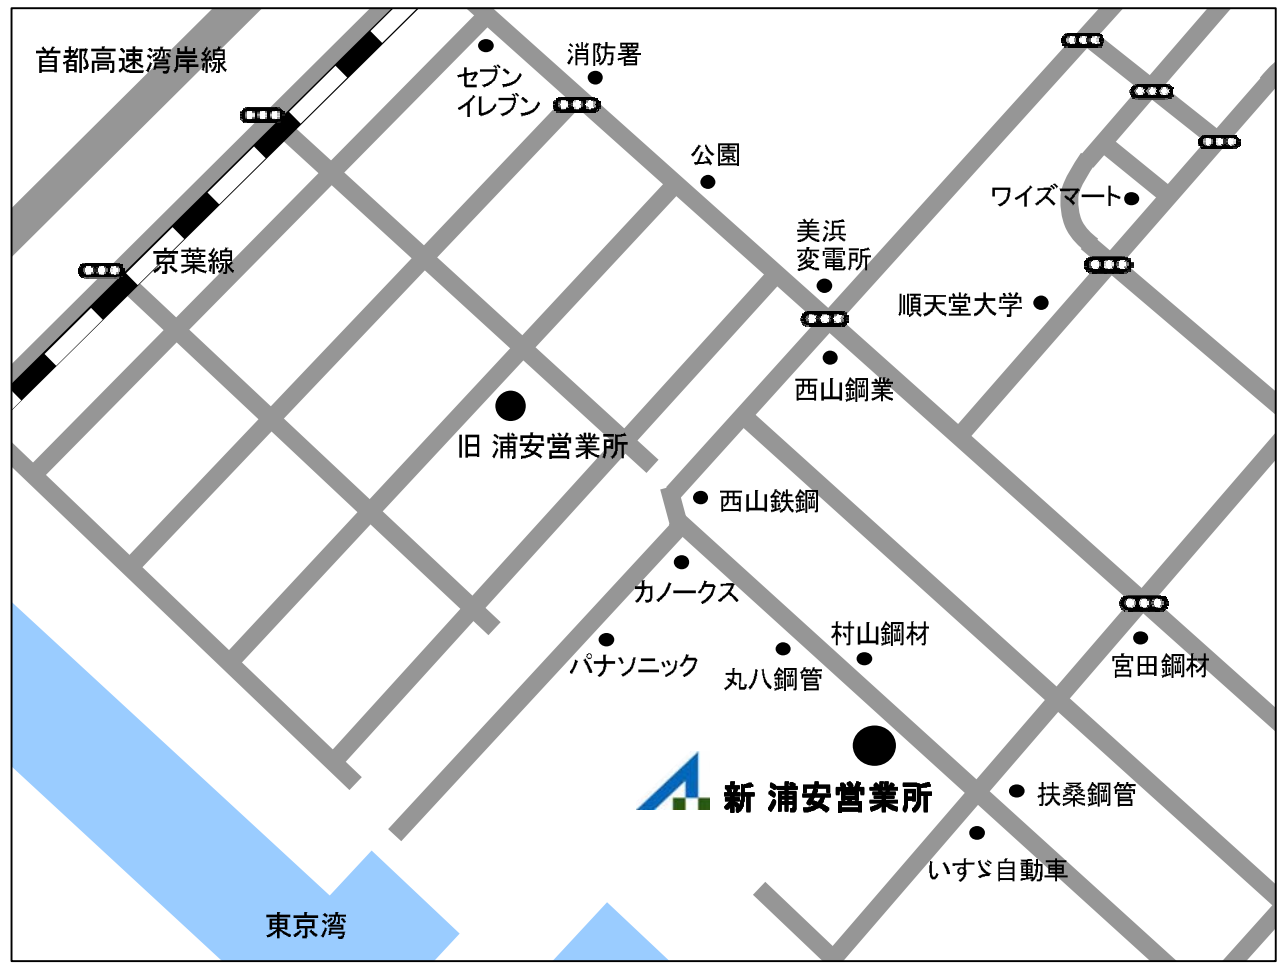 首都高速湾岸線
セブン
イレブン
消防署
公園
ワイズマート
美浜
変電所
京葉線
順天堂大学
西山鋼業
旧 浦安営業所
西山鉄鋼
カノークス
村山鋼材
パナソニック
丸八鋼管
宮田鋼材
新 浦安営業所
扶桑鋼管
いすゞ自動車
東京湾